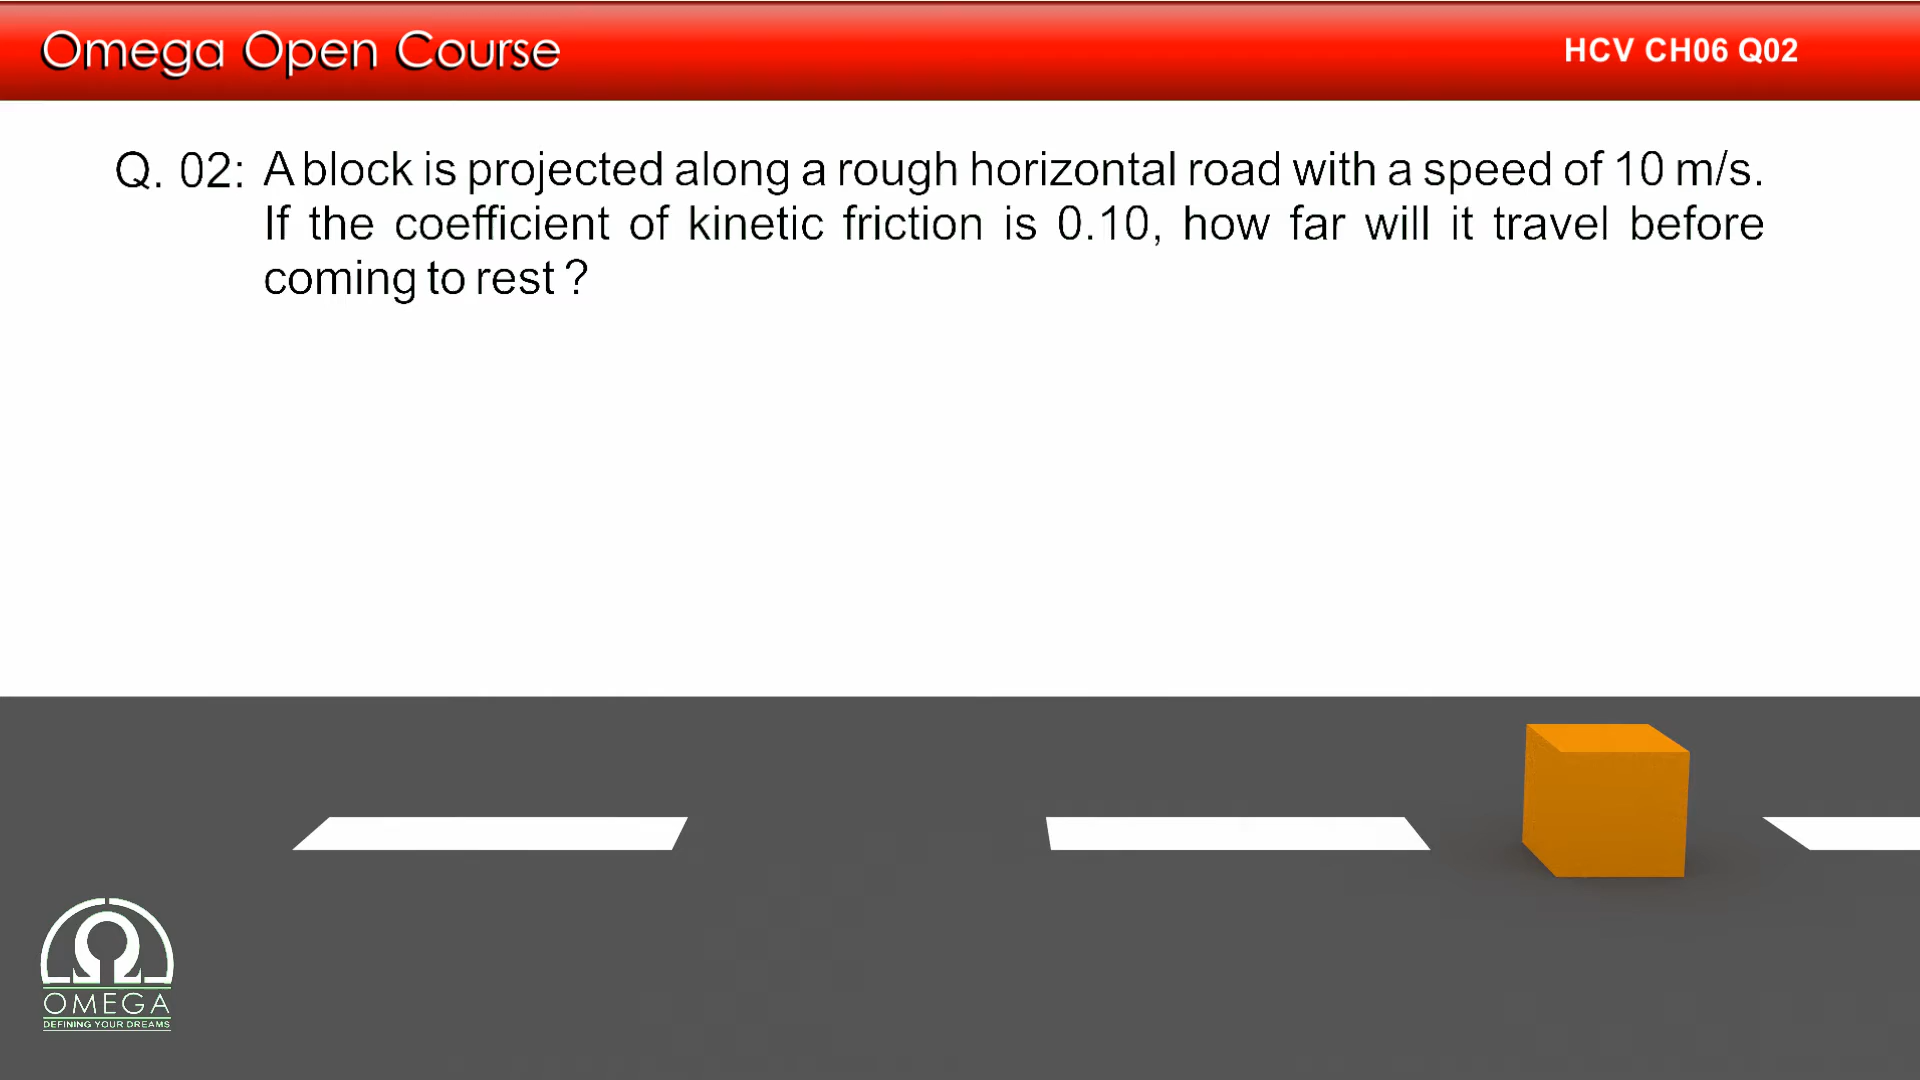 Omega Open Course
HCV CH06 Q02
Q. 02: A block is projected along a rough horizontal road with a speed of 10 m/s.
If the coefficient of kinetic friction is 0.10, how far will it travel before
coming to rest ?
OMEGA
DEFINING YOUR DREAMS